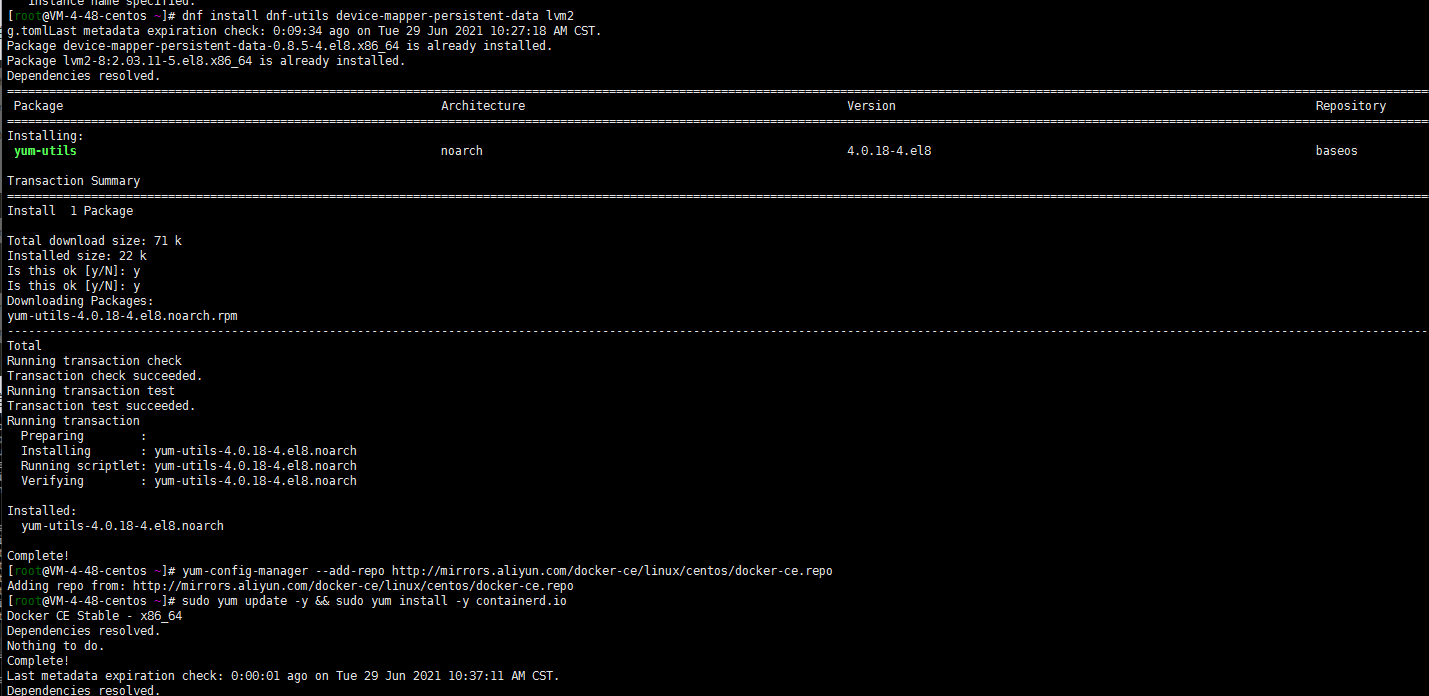 instance name specified.
[root@VM-4-48-centos ~]# dnf install dnf-utils device-mapper-persistent-data lvm2
g.tomlLast metadata expiration check: 0:09:34 ago on Tue 29 Jun 2021 10:27:18 AM CST.
Package device-mapper-persistent-data-0.8.5-4.el8.x86_64 is already installed.
Package lvm2-8:2.03.11-5.el8.x86_64 is already installed.
Dependencies resolved.
Package Architecture Version Repository
Installing:
yum-utils noarch 4.0.18-4.el8 baseos
Transaction Summary
Install 1 Package
Total download size: 71 k
Installed size: 22 k
Is this ok [y/N]: y
Is this ok [y/N]: y
Downloading Packages:
yum-utils-4.0.18-4.el8.noarch.rpm
Total
Running transaction check
Transaction check succeeded.
Running transaction test
Transaction test succeeded.
Running transaction
Preparing :
Installing : yum-utils-4.0.18-4.el8.noarch
Running scriptlet: yum-utils-4.0.18-4.el8.noarch
Verifying : yum-utils-4.0.18-4.el8.noarch
Installed:
yum-utils-4.0.18-4.el8.noarch
Complete!
[root@VM-4-48-centos ~]# yum-config-manager --add-repo http://mirrors.aliyun.com/docker-ce/linux/centos/docker-ce.repo
Adding repo from: http://mirrors.aliyun.com/docker-ce/linux/centos/docker-ce.repo
[root@VM-4-48-centos ~]# sudo yum update -y && sudo yum install -y containerd.io
Docker CE Stable - x86_64
Dependencies resolved.
Nothing to do.
Complete!
Last metadata expiration check: 0:00:01 ago on Tue 29 Jun 2021 10:37:11 AM CST.
Dependencies resolved.